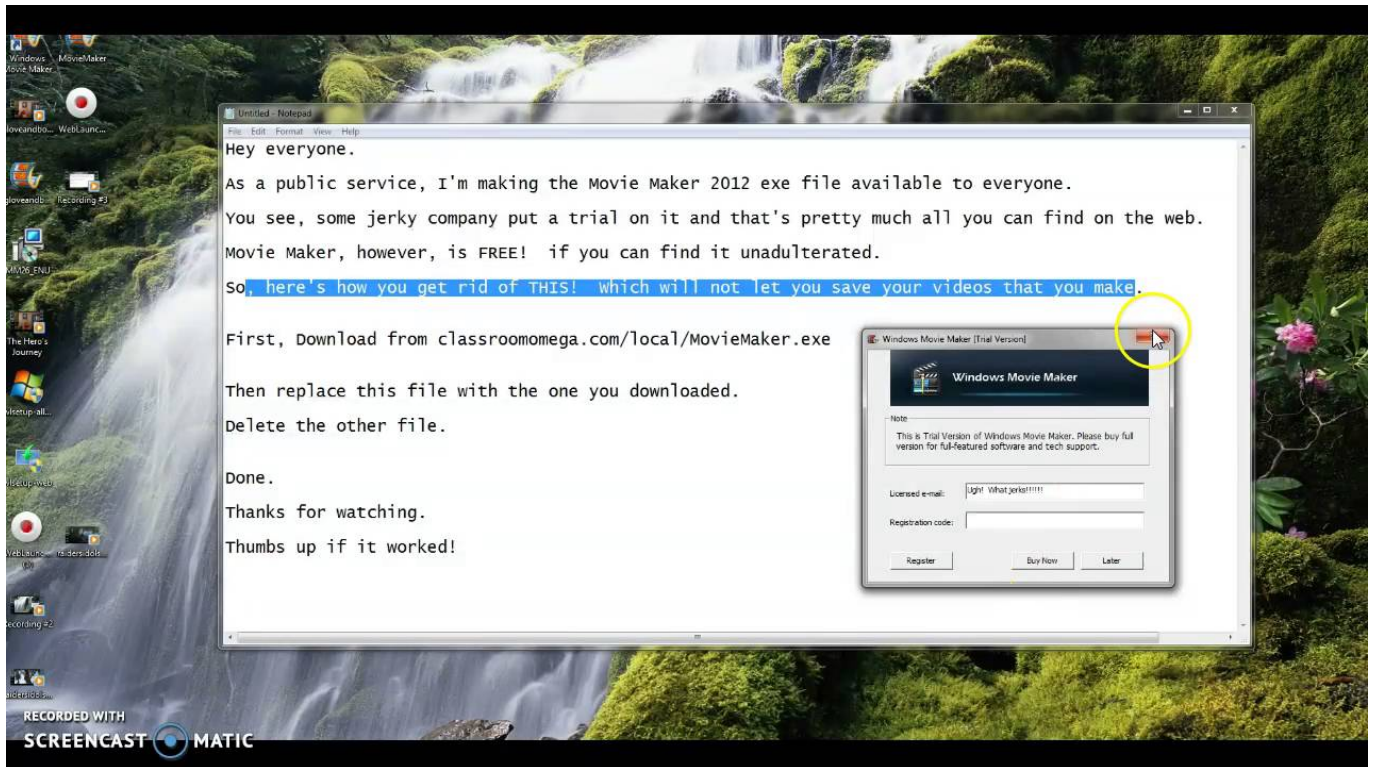 Windows
Movie Maker
MovieMaker
WebLaunc...
Recording #3
MM26_ENU
The Hero's
Journey
Untitled - Notepad
File Edit Format View Help
Hey everyone.
As a public service, I'm making the Movie Maker 2012 exe file available to everyone.
You see, some jerky company put a trial on it and that's pretty much all you can find on the web.
Movie Maker, however, is FREE!  if you can find it unadulterated.
So, here's how you get rid of THIS!  Which will not let you save your videos that you make.
First, Download from classroomomega.com/local/MovieMaker.exe
Then replace this file with the one you downloaded.
Delete the other file.
Done.
Thanks for watching.
Thumbs up if it worked!
Windows Movie Maker [Trial Version]
Windows Movie Maker
Note
This is Trial Version of Windows Movie Maker. Please buy full
version for full-featured software and tech support.
Licensed e-mail: Ugh! What jerks!!!!!!
Registration code:
Register Buy Now Later
RECORDED WITH
SCREENCAST MATIC